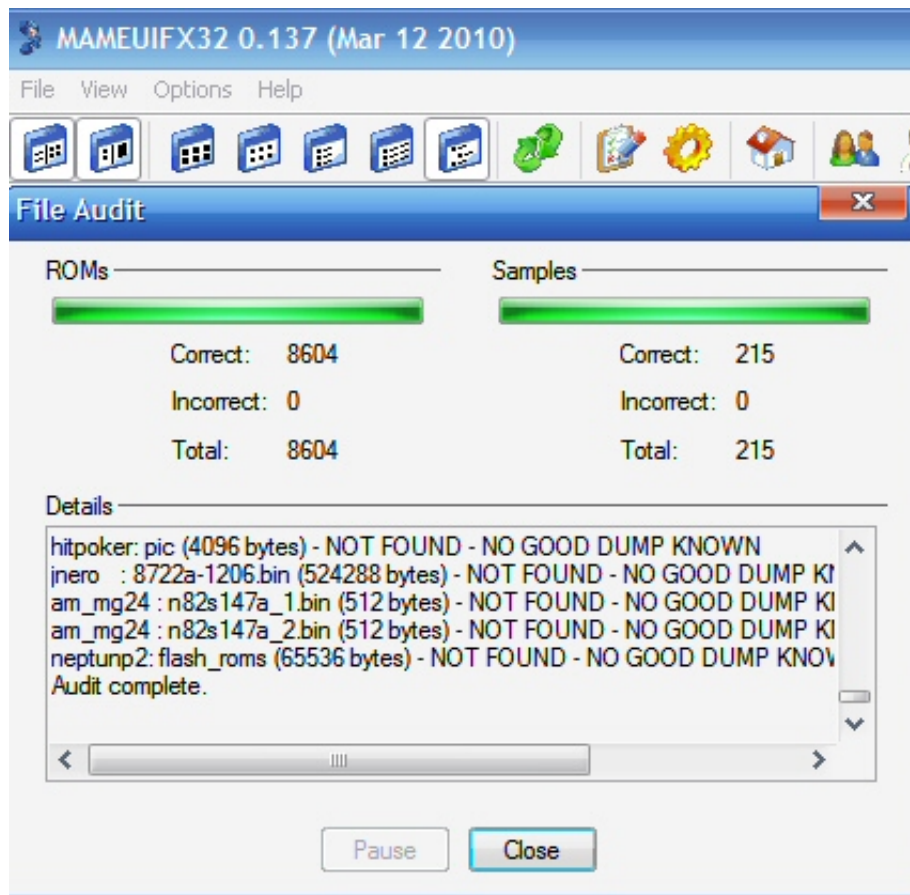 MAMEUIFX32 0.137 (Mar 12 2010)
File View Options Help
File Audit
ROMs
Samples
Correct: 8604
Correct: 215
Incorrect: 0
Incorrect: 0
Total: 8604
Total: 215
Details
hitpoker: pic (4096 bytes) - NOT FOUND - NO GOOD DUMP KNOWN
jnero : 8722a-1206.bin (524288 bytes) - NOT FOUND - NO GOOD DUMP
am_mg24 : n82s147a_1.bin (512 bytes) - NOT FOUND - NO GOOD DUMP
am_mg24 : n82s147a_2.bin (512 bytes) - NOT FOUND - NO GOOD DUMP
neptunp2: flash_roms (65536 bytes) - NOT FOUND - NO GOOD DUMP
Audit complete.
Pause
Close